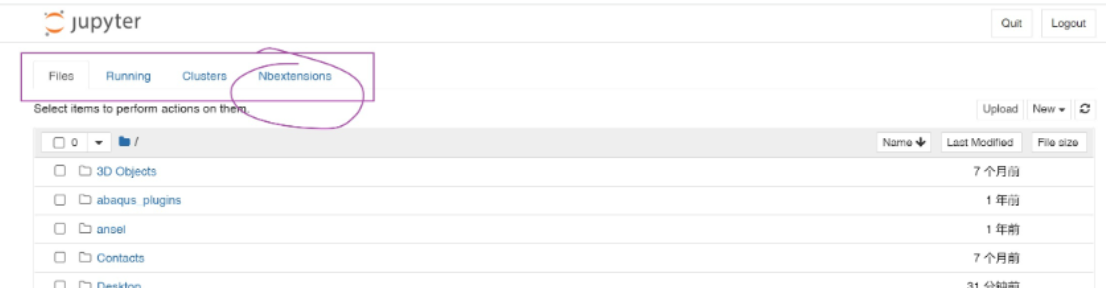 jupyter
Quit Logout
Files Running Clusters Nbextensions
Select items to perform actions on them.
Upload New
0 / Name Last Modified File size
3D Objects 7 个月前
abaqus_plugins 1 年前
ansel 1 年前
Contacts 7 个月前
Desktop 31 分钟前